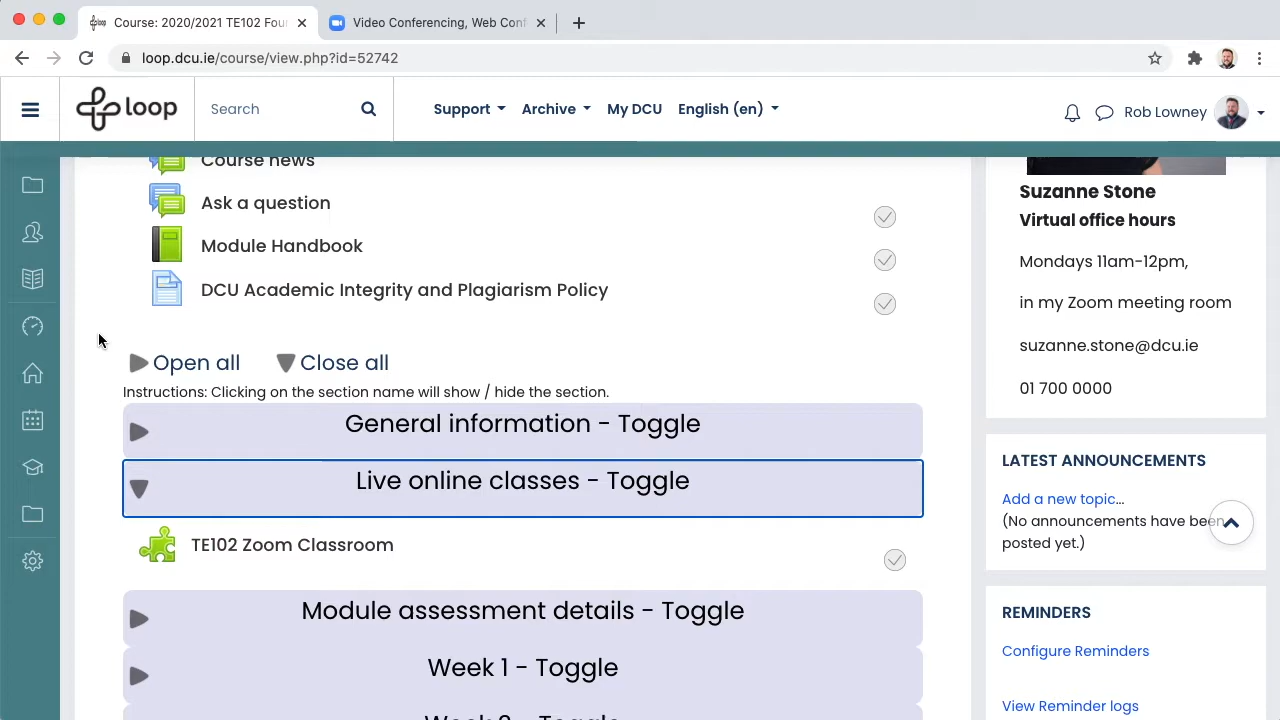 Course: 2020/2021 TE102 Four
Video Conferencing, Web Conf
loop.dcu.ie/course/view.php?id=52742
loop
Search
Support
Archive
My DCU
English (en)
Rob Lowney
Course news
Ask a question
Module Handbook
DCU Academic Integrity and Plagiarism Policy
Open all
Close all
Instructions: Clicking on the section name will show / hide the section.
General information - Toggle
Live online classes - Toggle
TE102 Zoom Classroom
Module assessment details - Toggle
Week 1 - Toggle
Suzanne Stone
Virtual office hours
Mondays 11am-12pm,
in my Zoom meeting room
suzanne.stone@dcu.ie
01 700 0000
LATEST ANNOUNCEMENTS
Add a new topic...
(No announcements have been
posted yet.)
REMINDERS
Configure Reminders
View Reminder logs